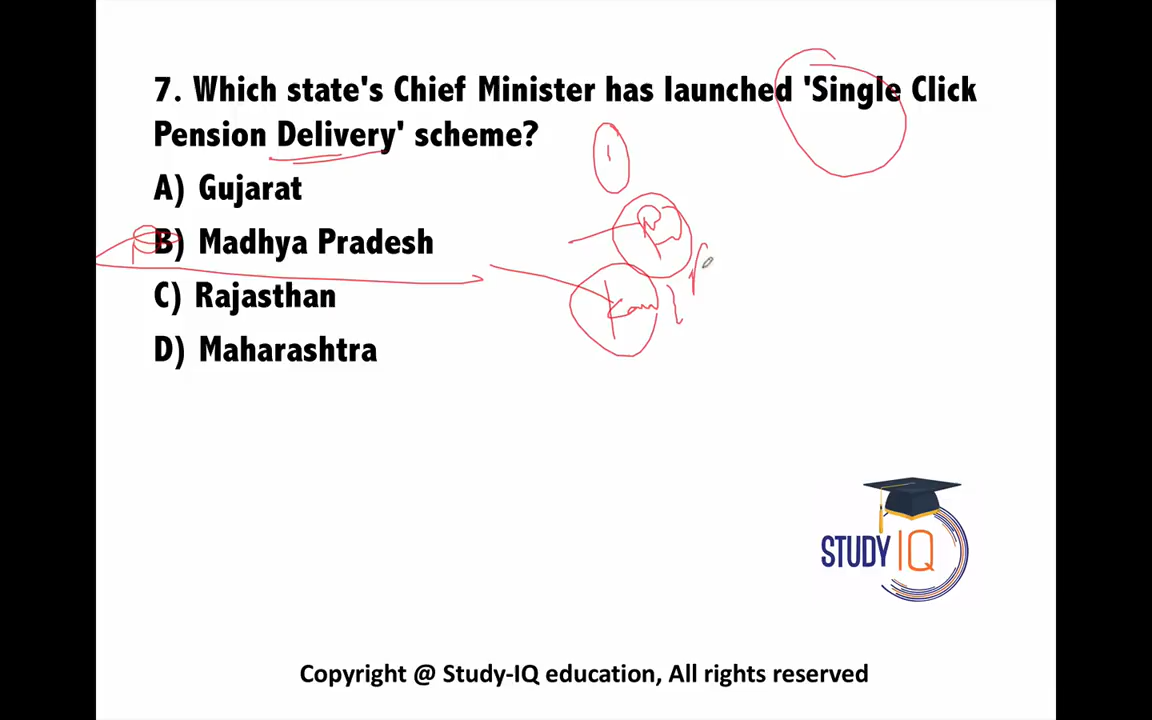 7. Which state's Chief Minister has launched 'Single Click
Pension Delivery' scheme?
A) Gujarat
B) Madhya Pradesh
C) Rajasthan
D) Maharashtra
STUDY IQ
Copyright @ Study-IQ education, All rights reserved